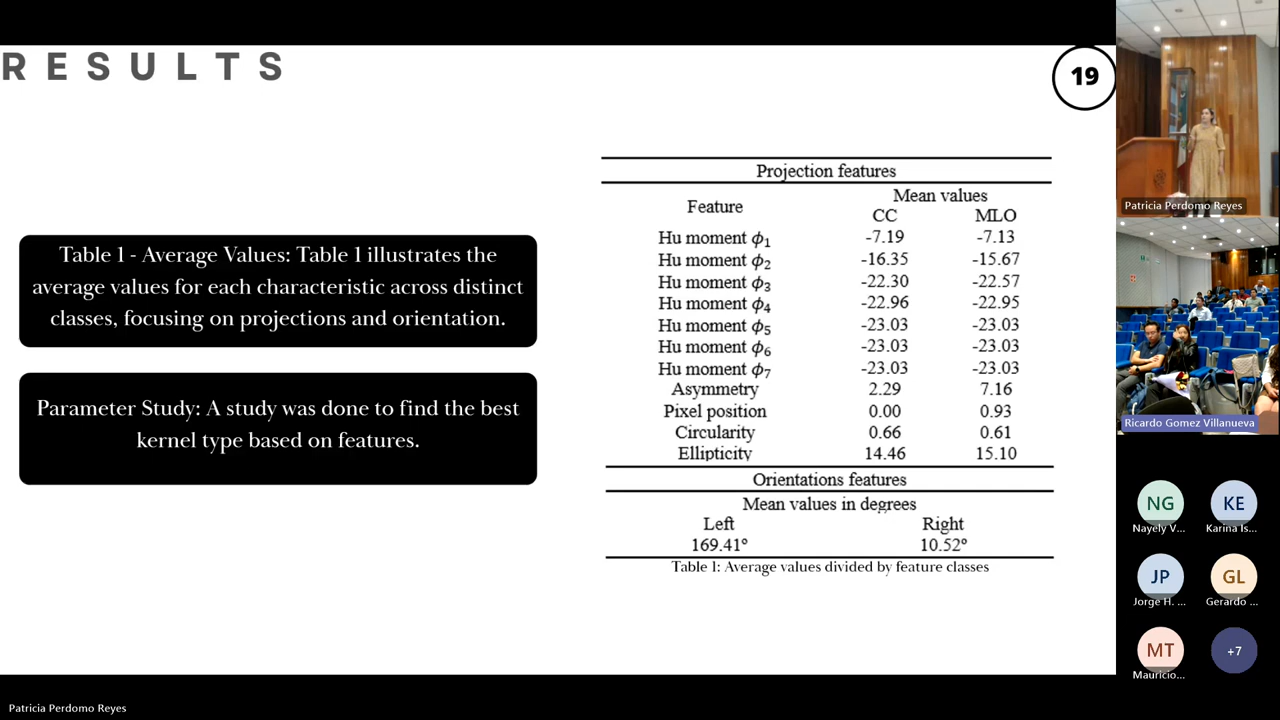 RESULTS
19
Table 1 - Average Values: Table 1 illustrates the
average values for each characteristic across distinct
classes, focusing on projections and orientation.
Parameter Study: A study was done to find the best
kernel type based on features.
Projection features
Feature
Mean values
CC MLO
Hu moment ϕ1 -7.19 -7.13
Hu moment ϕ2 -16.35 -15.67
Hu moment ϕ3 -22.30 -22.57
Hu moment ϕ4 -22.96 -22.95
Hu moment ϕ5 -23.03 -23.03
Hu moment ϕ6 -23.03 -23.03
Hu moment ϕ7 -23.03 -23.03
Asymmetry 2.29 7.16
Pixel position 0.00 0.93
Circularity 0.66 0.61
Ellipticity 14.46 15.10
Orientations features
Mean values in degrees
Left Right
169.41° 10.52°
Table 1: Average values divided by feature classes
Patricia Perdomo Reyes
Ricardo Gomez Villanueva
NG KE
Nayely V... Karina Is...
JP GL
Jorge H. ... Gerardo ...
MT +7
Mauricio...
Patricia Perdomo Reyes